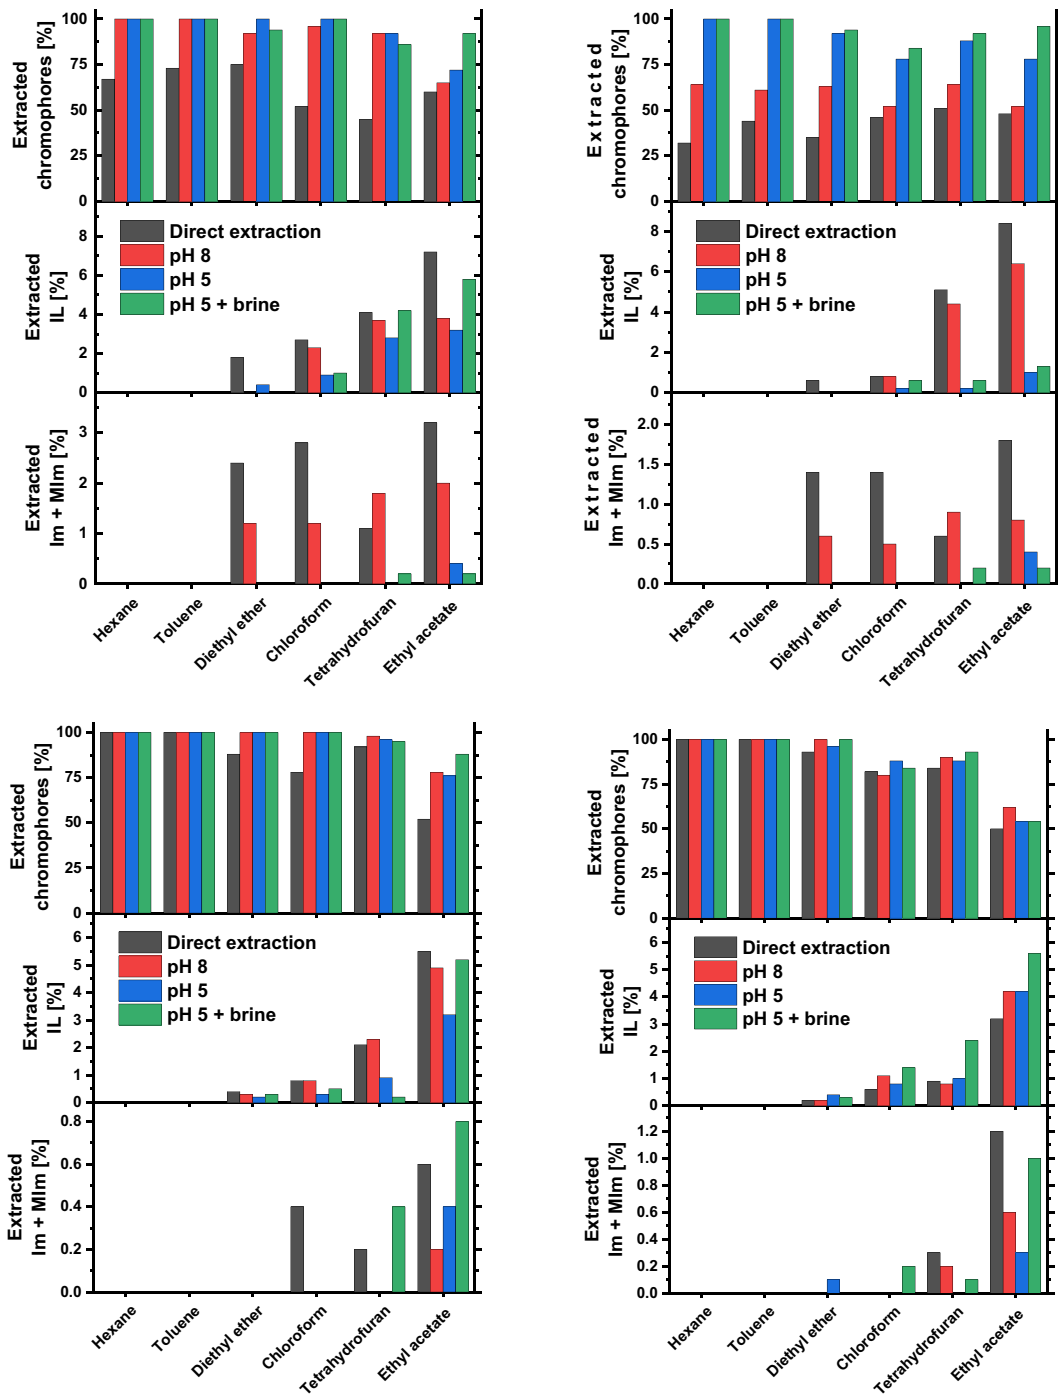 100
75
50
25
0
Extracted
chromophores [%]
Direct extraction
pH 8
pH 5
pH 5 + brine
8
6
4
2
0
Extracted
IL [%]
3
2
1
0
Extracted
Im + MIm [%]
Hexane
Toluene
Diethyl ether
Chloroform
Tetrahydrofuran
Ethyl acetate
100
75
50
25
0
Extracted
chromophores [%]
Direct extraction
pH 8
pH 5
pH 5 + brine
8
6
4
2
0
Extracted
IL [%]
2.0
1.5
1.0
0.5
0.0
Extracted
Im + MIm [%]
Hexane
Toluene
Diethyl ether
Chloroform
Tetrahydrofuran
Ethyl acetate
100
75
50
25
0
Extracted
chromophores [%]
Direct extraction
pH 8
pH 5
pH 5 + brine
6
5
4
3
2
1
0
Extracted
IL [%]
0.8
0.6
0.4
0.2
0.0
Extracted
Im + MIm [%]
Hexane
Toluene
Diethyl ether
Chloroform
Tetrahydrofuran
Ethyl acetate
100
75
50
25
0
Extracted
chromophores [%]
Direct extraction
pH 8
pH 5
pH 5 + brine
6
5
4
3
2
1
0
Extracted
IL [%]
1.2
1.0
0.8
0.6
0.4
0.2
0.0
Extracted
Im + MIm [%]
Hexane
Toluene
Diethyl ether
Chloroform
Tetrahydrofuran
Ethyl acetate